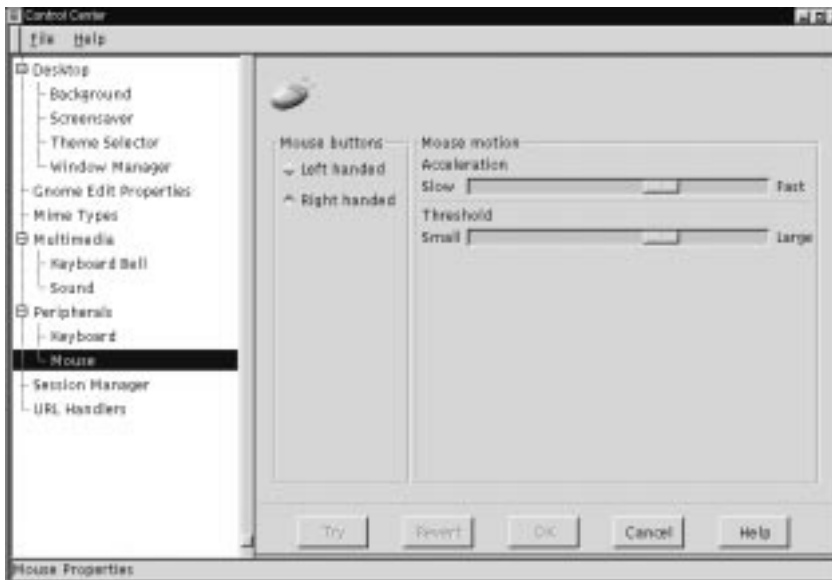 Control Center
File Help
Desktop
Background
Screensaver
Theme Selector
Window Manager
Gnome Edit Properties
Mime Types
Multimedia
Keyboard Bell
Sound
Peripherals
Keyboard
Mouse
Session Manager
URL Handlers
Mouse buttons
Left handed
Right handed
Mouse motion
Acceleration
Slow Fast
Threshold
Small Large
Try Revert OK Cancel Help
Mouse Properties